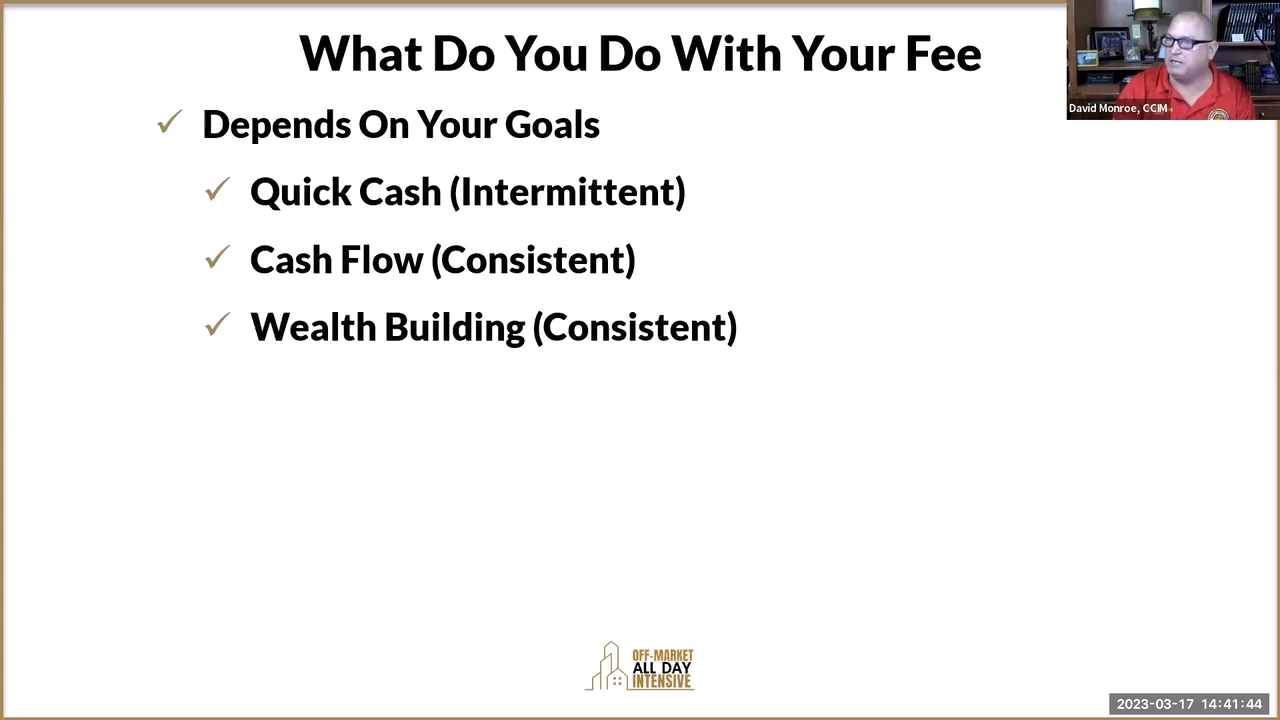 What Do You Do With Your Fee
David Monroe, CCIM
✓ Depends On Your Goals
✓ Quick Cash (Intermittent)
✓ Cash Flow (Consistent)
✓ Wealth Building (Consistent)
OFF-MARKET
ALL DAY
INTENSIVE
2023-03-17 14:41:44